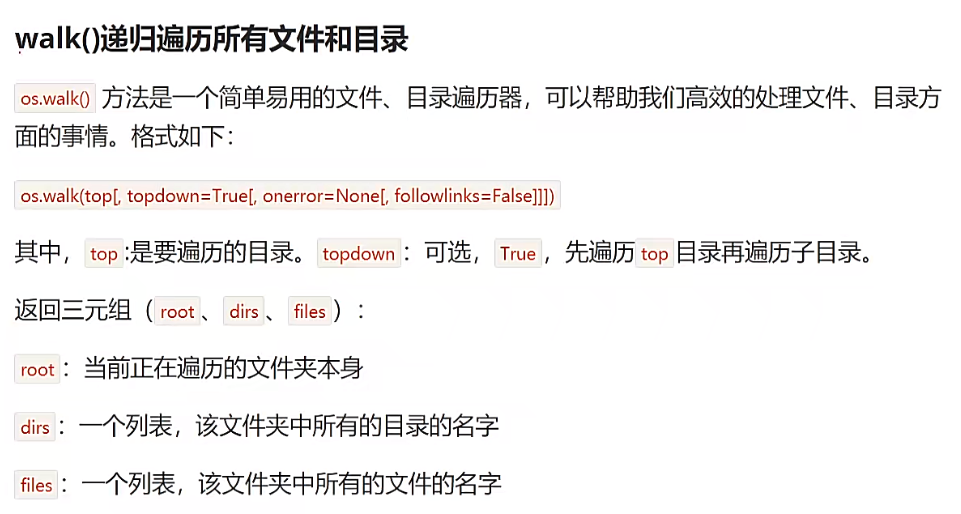 walk()递归遍历所有文件和目录
os.walk() 方法是一个简单易用的文件、目录遍历器，可以帮助我们高效的处理文件、目录方
面的事情。格式如下：
os.walk(top[, topdown=True[, onerror=None[, followlinks=False]]])
其中，top:是要遍历的目录。topdown：可选，True，先遍历top目录再遍历子目录。
返回三元组（root、dirs、files）：
root：当前正在遍历的文件夹本身
dirs：一个列表，该文件夹中所有的目录的名字
files：一个列表，该文件夹中所有的文件的名字